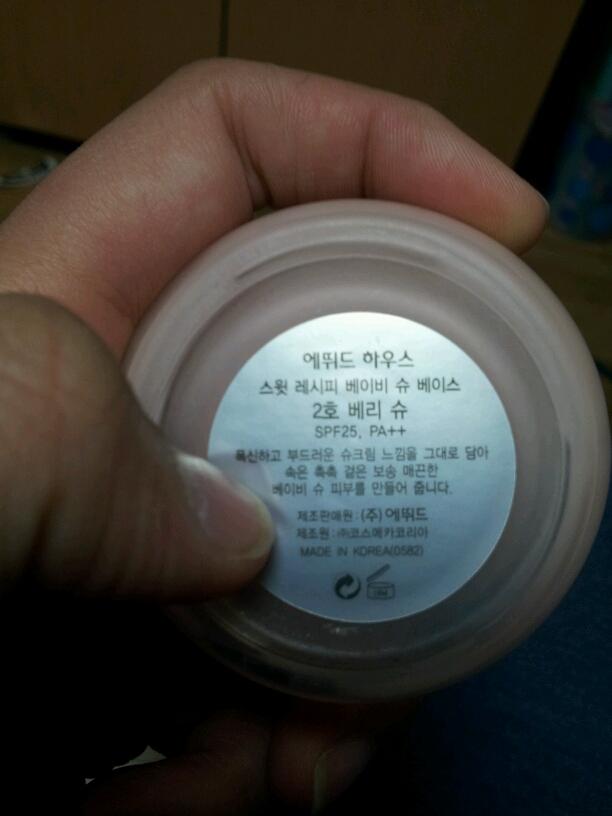 에뛰드 하우스
스윗 레시피 베이비 슈 베이스
2호 베리 슈
SPF25, PA++
폭신하고 부드러운 슈크림 느낌을 그대로 담아
속은 촉촉 겉은 보송 매끈한
베이비 슈 피부를 만들어 줍니다.
제조판매원 : (주) 에뛰드
제조원 : ㈜코스메카코리아
MADE IN KOREA(0582)